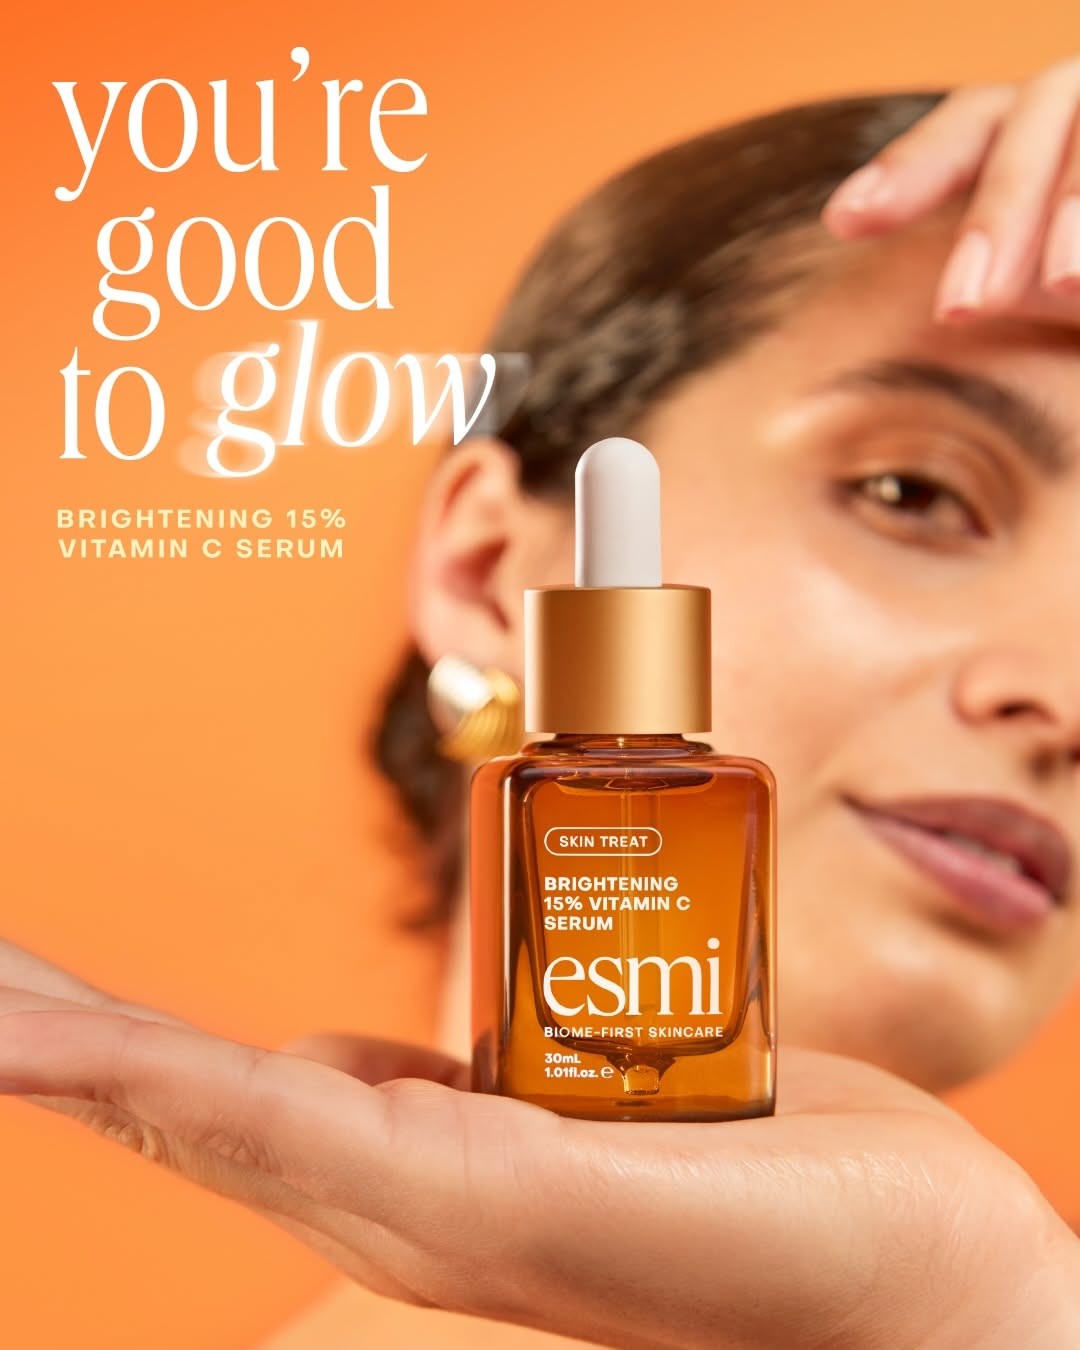 you’re
good
to glow
BRIGHTENING 15%
VITAMIN C SERUM
SKIN TREAT
BRIGHTENING
15% VITAMIN C
SERUM
esmi
BIOME-FIRST SKINCARE
30mL
1.01fl.oz. ℮